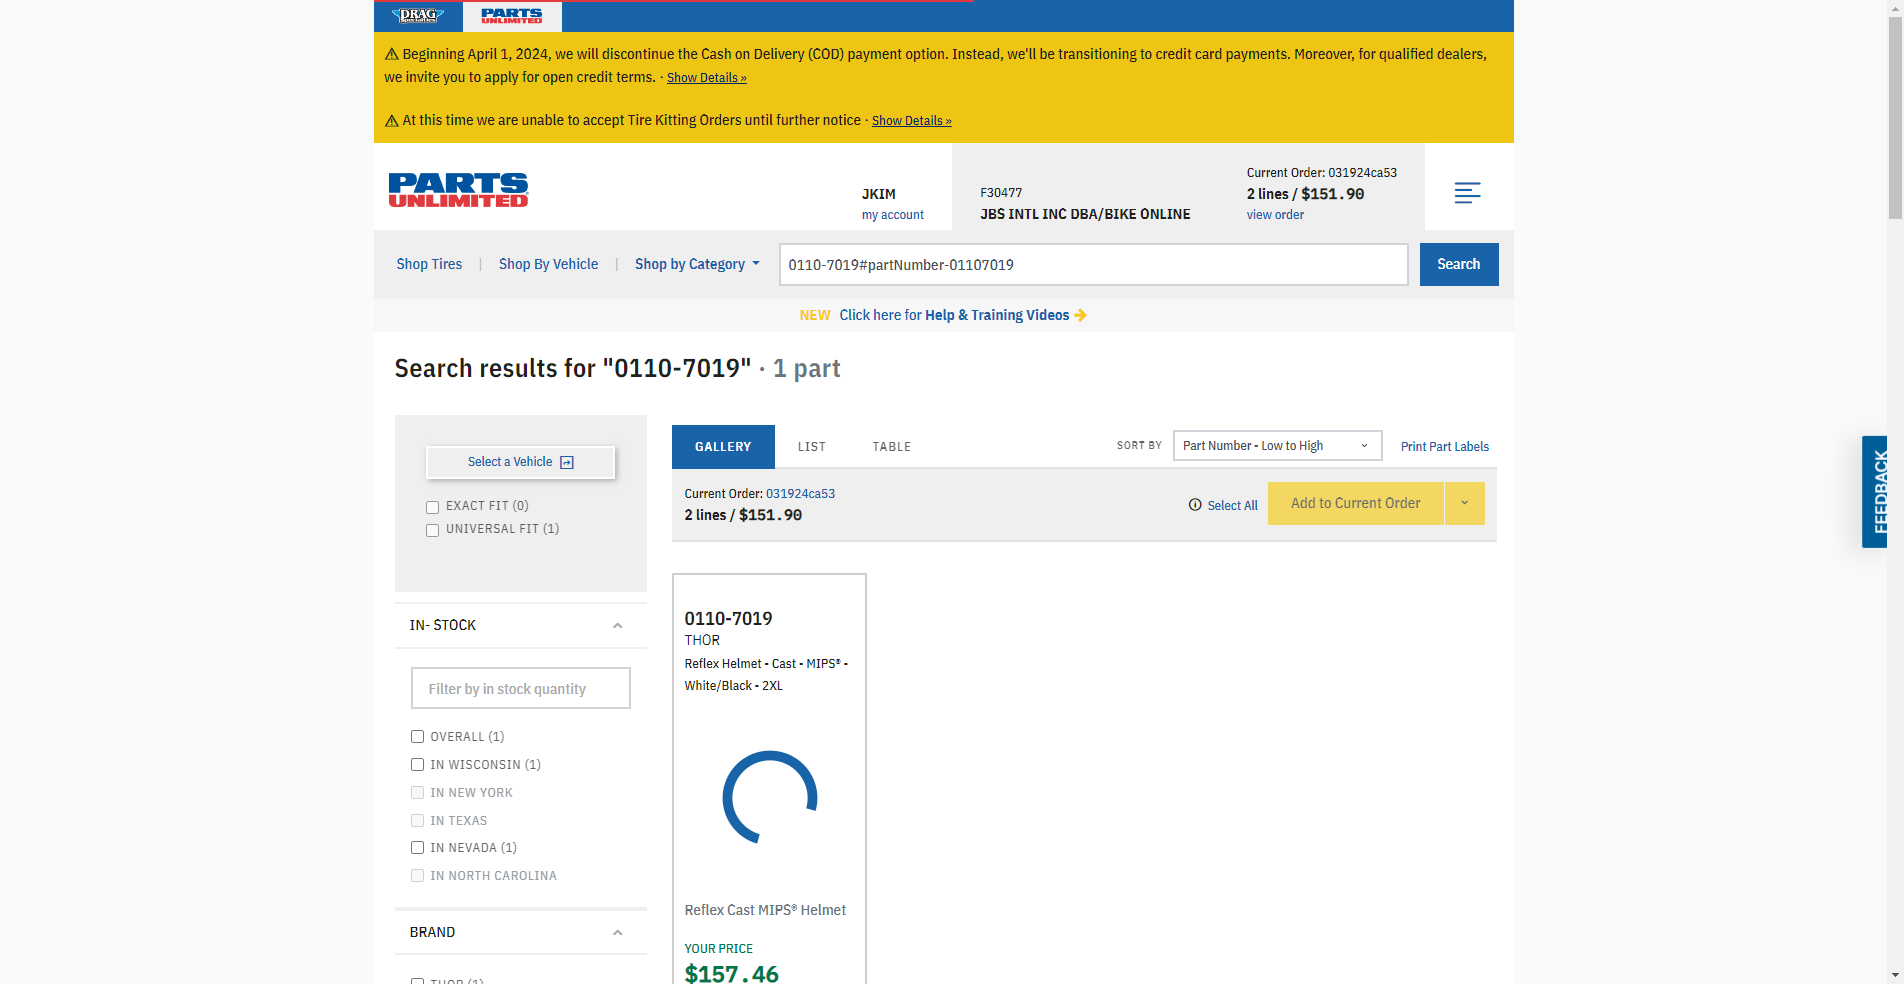 DRAG
PARTS
UNLIMITED
⚠ Beginning April 1, 2024, we will discontinue the Cash on Delivery (COD) payment option. Instead, we'll be transitioning to credit card payments. Moreover, for qualified dealers,
we invite you to apply for open credit terms. · Show Details »
⚠ At this time we are unable to accept Tire Kitting Orders until further notice · Show Details »
PARTS
UNLIMITED
JKIM
my account
F30477
JBS INTL INC DBA/BIKE ONLINE
Current Order: 031924ca53
2 lines / $151.90
view order
Shop Tires | Shop By Vehicle | Shop by Category
0110-7019#partNumber-01107019
Search
NEW Click here for Help & Training Videos
Search results for "0110-7019" · 1 part
Select a Vehicle
EXACT FIT (0)
UNIVERSAL FIT (1)
IN- STOCK
Filter by in stock quantity
OVERALL (1)
IN WISCONSIN (1)
IN NEW YORK
IN TEXAS
IN NEVADA (1)
IN NORTH CAROLINA
BRAND
THOR (1)
GALLERY LIST TABLE
SORT BY Part Number - Low to High
Print Part Labels
Current Order: 031924ca53
2 lines / $151.90
Select All
Add to Current Order
0110-7019
THOR
Reflex Helmet - Cast - MIPS® -
White/Black - 2XL
Reflex Cast MIPS® Helmet
YOUR PRICE
$157.46
FEEDBACK